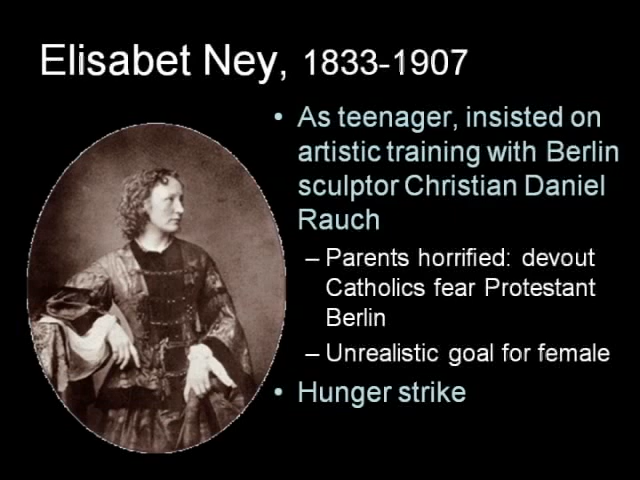 Elisabet Ney, 1833-1907
• As teenager, insisted on
artistic training with Berlin
sculptor Christian Daniel
Rauch
– Parents horrified: devout
Catholics fear Protestant
Berlin
– Unrealistic goal for female
• Hunger strike